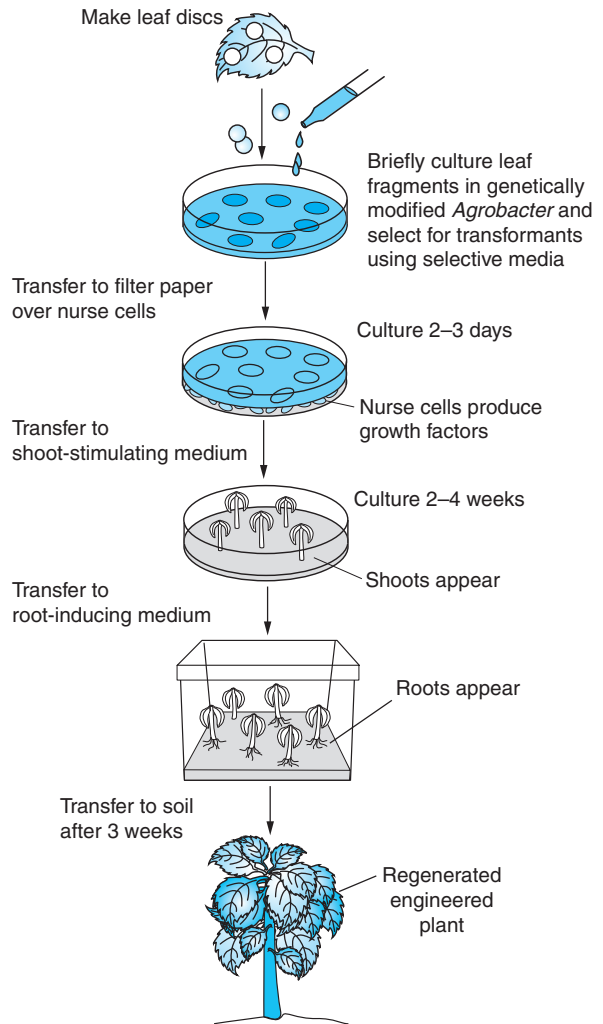 Make leaf discs
Briefly culture leaf
fragments in genetically
modified Agrobacter and
select for transformants
using selective media
Transfer to filter paper
over nurse cells
Culture 2–3 days
Nurse cells produce
growth factors
Transfer to
shoot-stimulating medium
Culture 2–4 weeks
Shoots appear
Transfer to
root-inducing medium
Roots appear
Transfer to soil
after 3 weeks
Regenerated
engineered
plant